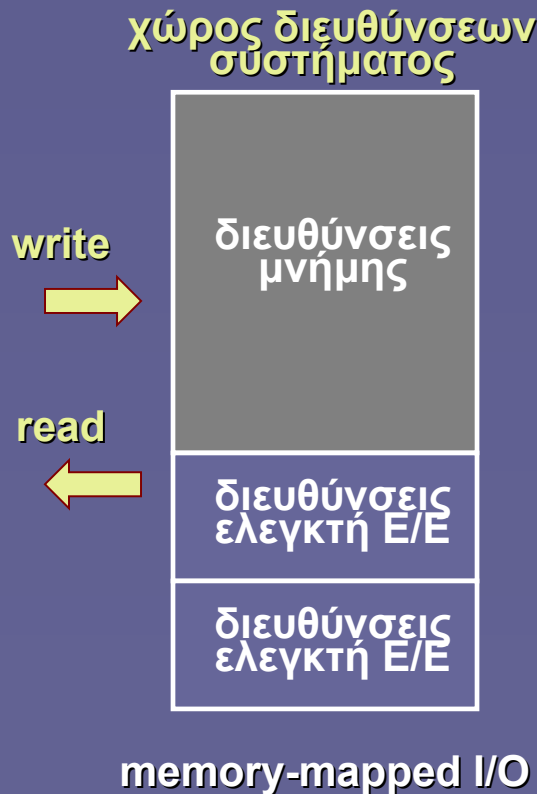 χώρος διευθύνσεων
συστήματος
write
διευθύνσεις
μνήμης
read
διευθύνσεις
ελεγκτή Ε/Ε
διευθύνσεις
ελεγκτή Ε/Ε
memory-mapped I/O